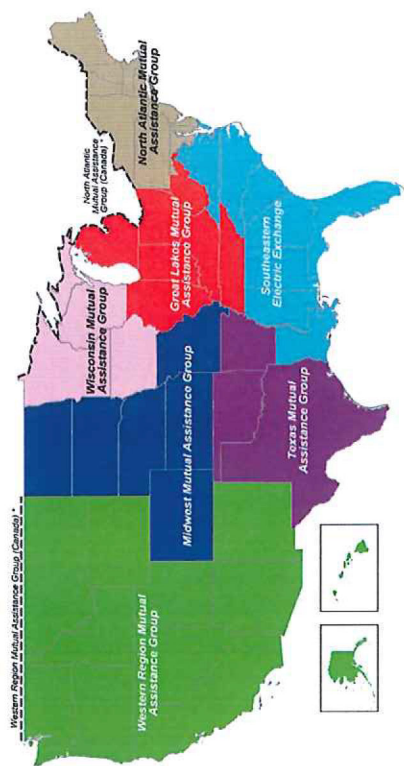 Western Region Mutual Assistance Group (Canada) *
North Atlantic
Mutual Assistance
Group (Canada) *
Wisconsin Mutual
Assistance Group
North Atlantic Mutual
Assistance Group
Great Lakes Mutual
Assistance Group
Western Region Mutual
Assistance Group
Midwest Mutual Assistance Group
Southeastern
Electric Exchange
Texas Mutual
Assistance Group